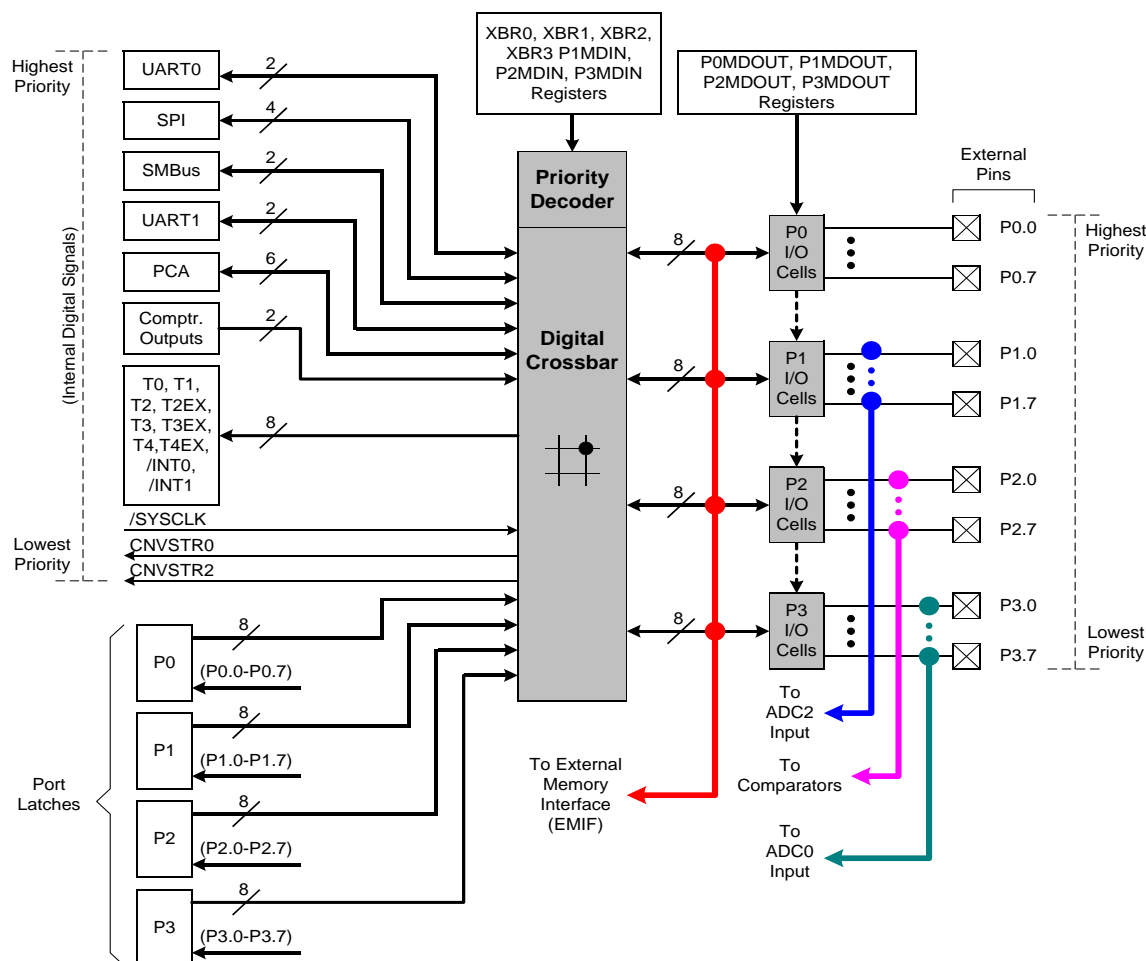 XBR0, XBR1, XBR2,
XBR3 P1MDIN,
P2MDIN, P3MDIN
Registers
P0MDOUT, P1MDOUT,
P2MDOUT, P3MDOUT
Registers
Highest
Priority
(Internal Digital Signals)
Lowest
Priority
UART0
2
SPI
4
SMBus
2
UART1
2
PCA
6
Comptr.
Outputs
2
T0, T1,
T2, T2EX,
T3, T3EX,
T4,T4EX,
/INT0,
/INT1
8
/SYSCLK
CNVSTR0
CNVSTR2
Priority
Decoder
Digital
Crossbar
8
8
8
8
P0
I/O
Cells
P1
I/O
Cells
P2
I/O
Cells
P3
I/O
Cells
External
Pins
P0.0
P0.7
P1.0
P1.7
P2.0
P2.7
P3.0
P3.7
Highest
Priority
Lowest
Priority
Port
Latches
P0
8
(P0.0-P0.7)
P1
8
(P1.0-P1.7)
P2
8
(P2.0-P2.7)
P3
8
(P3.0-P3.7)
To External
Memory
Interface
(EMIF)
To
ADC2
Input
To
Comparators
To
ADC0
Input